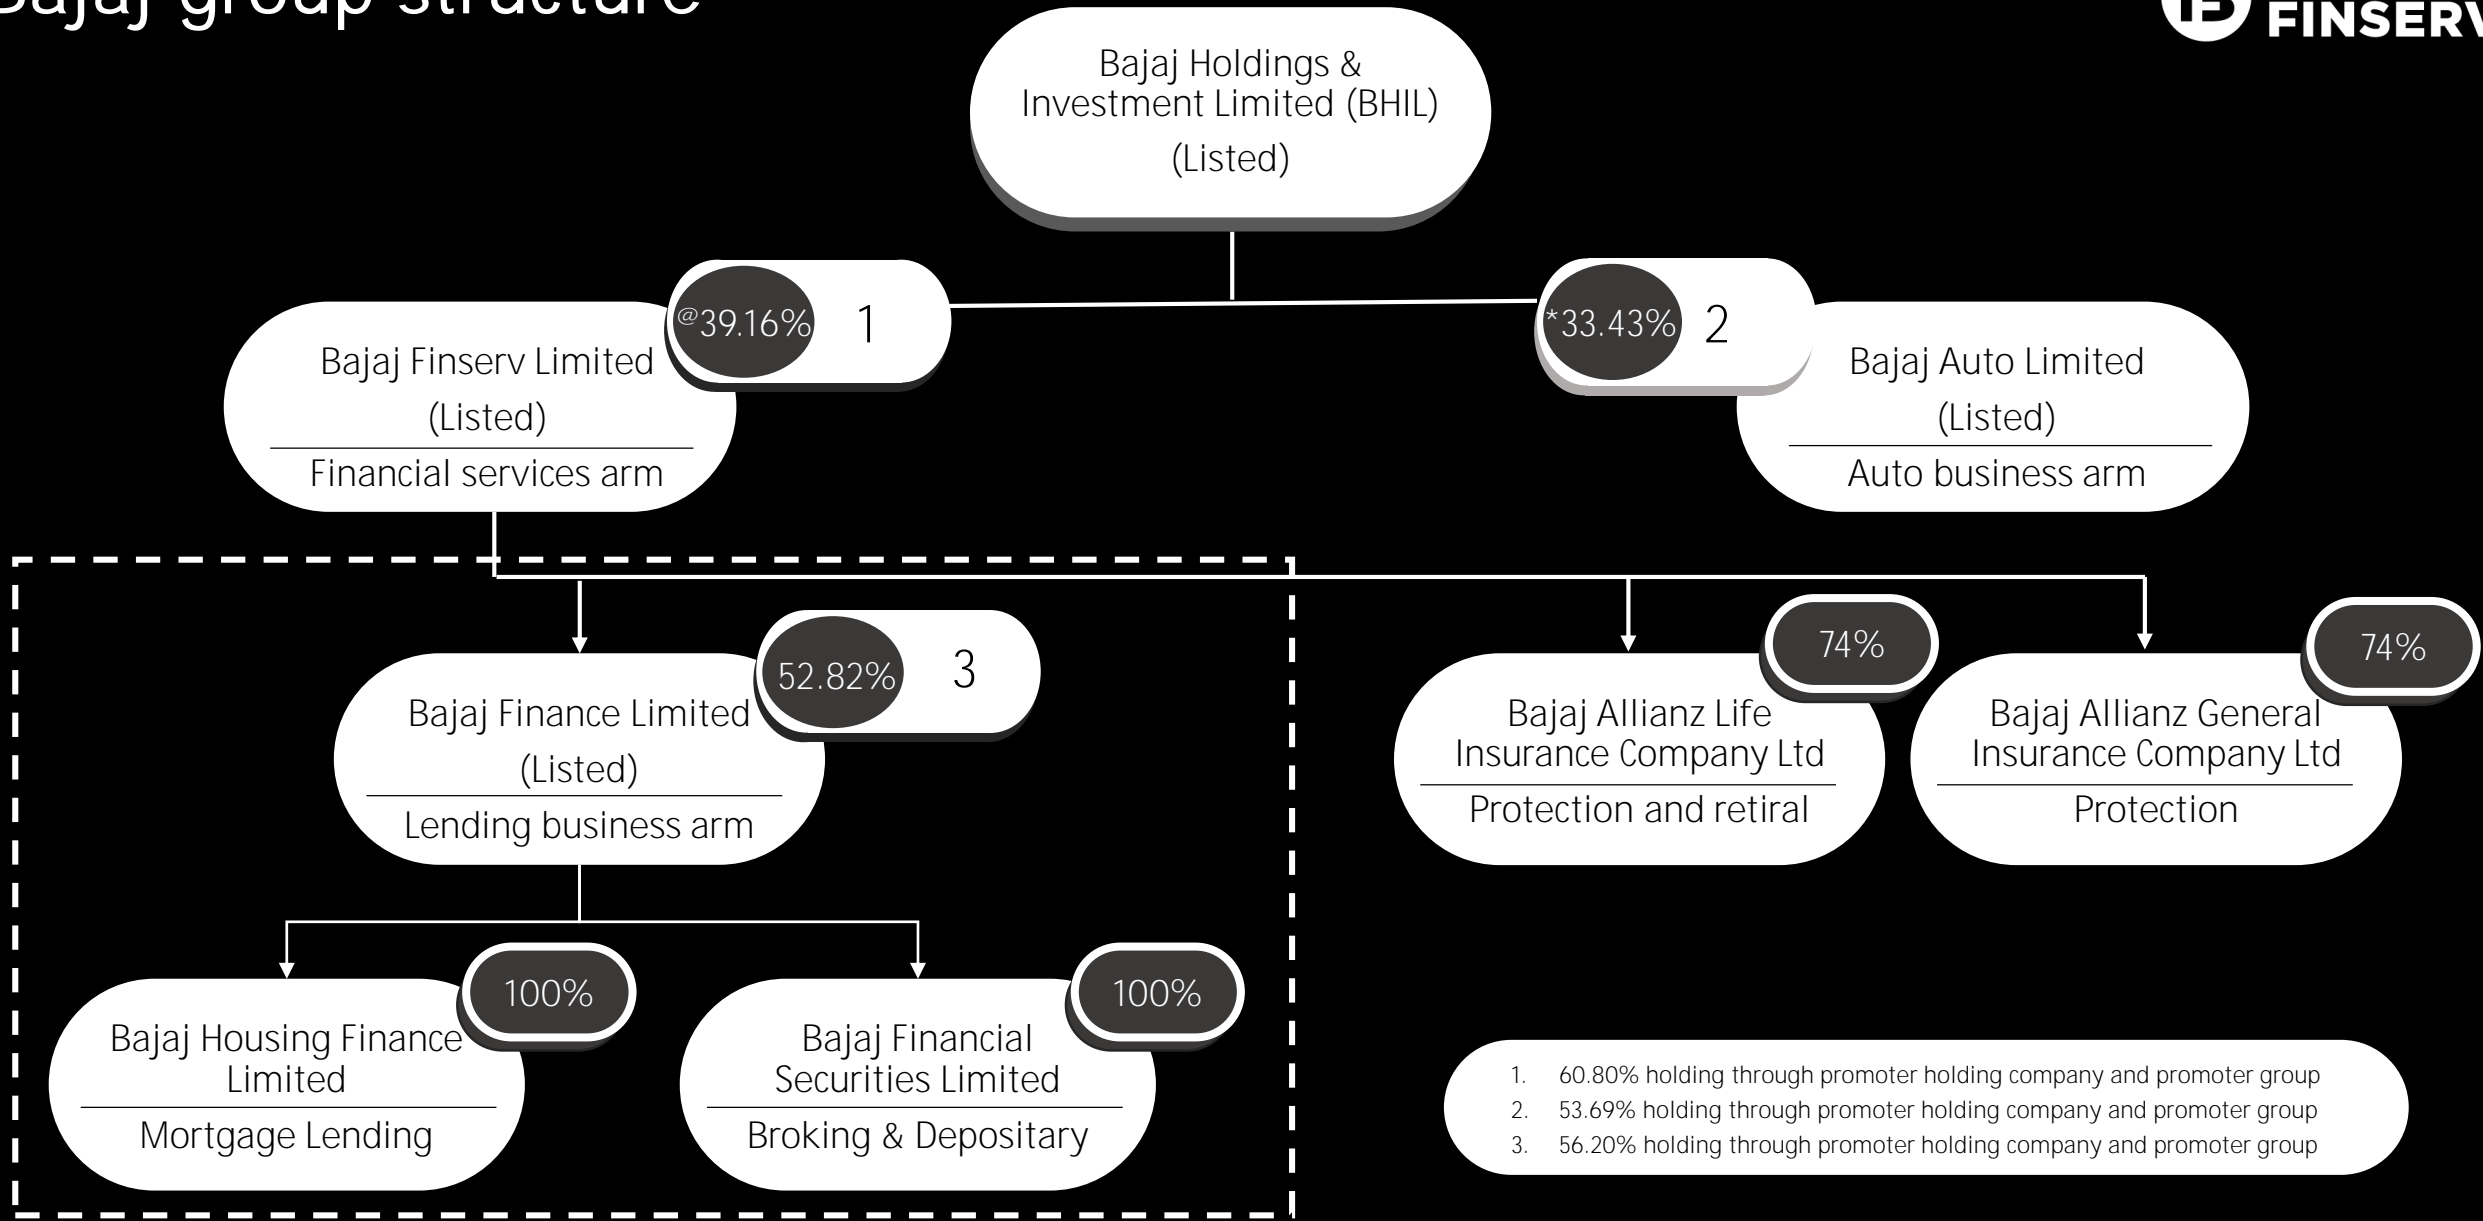 Bajaj group structure
FINSERV
Bajaj Holdings &
Investment Limited (BHIL)
(Listed)
@39.16% 1
*33.43% 2
Bajaj Finserv Limited
(Listed)
Financial services arm
Bajaj Auto Limited
(Listed)
Auto business arm
52.82% 3
74%
74%
Bajaj Finance Limited
(Listed)
Lending business arm
Bajaj Allianz Life
Insurance Company Ltd
Protection and retiral
Bajaj Allianz General
Insurance Company Ltd
Protection
100%
100%
Bajaj Housing Finance
Limited
Mortgage Lending
Bajaj Financial
Securities Limited
Broking & Depositary
1. 60.80% holding through promoter holding company and promoter group
2. 53.69% holding through promoter holding company and promoter group
3. 56.20% holding through promoter holding company and promoter group